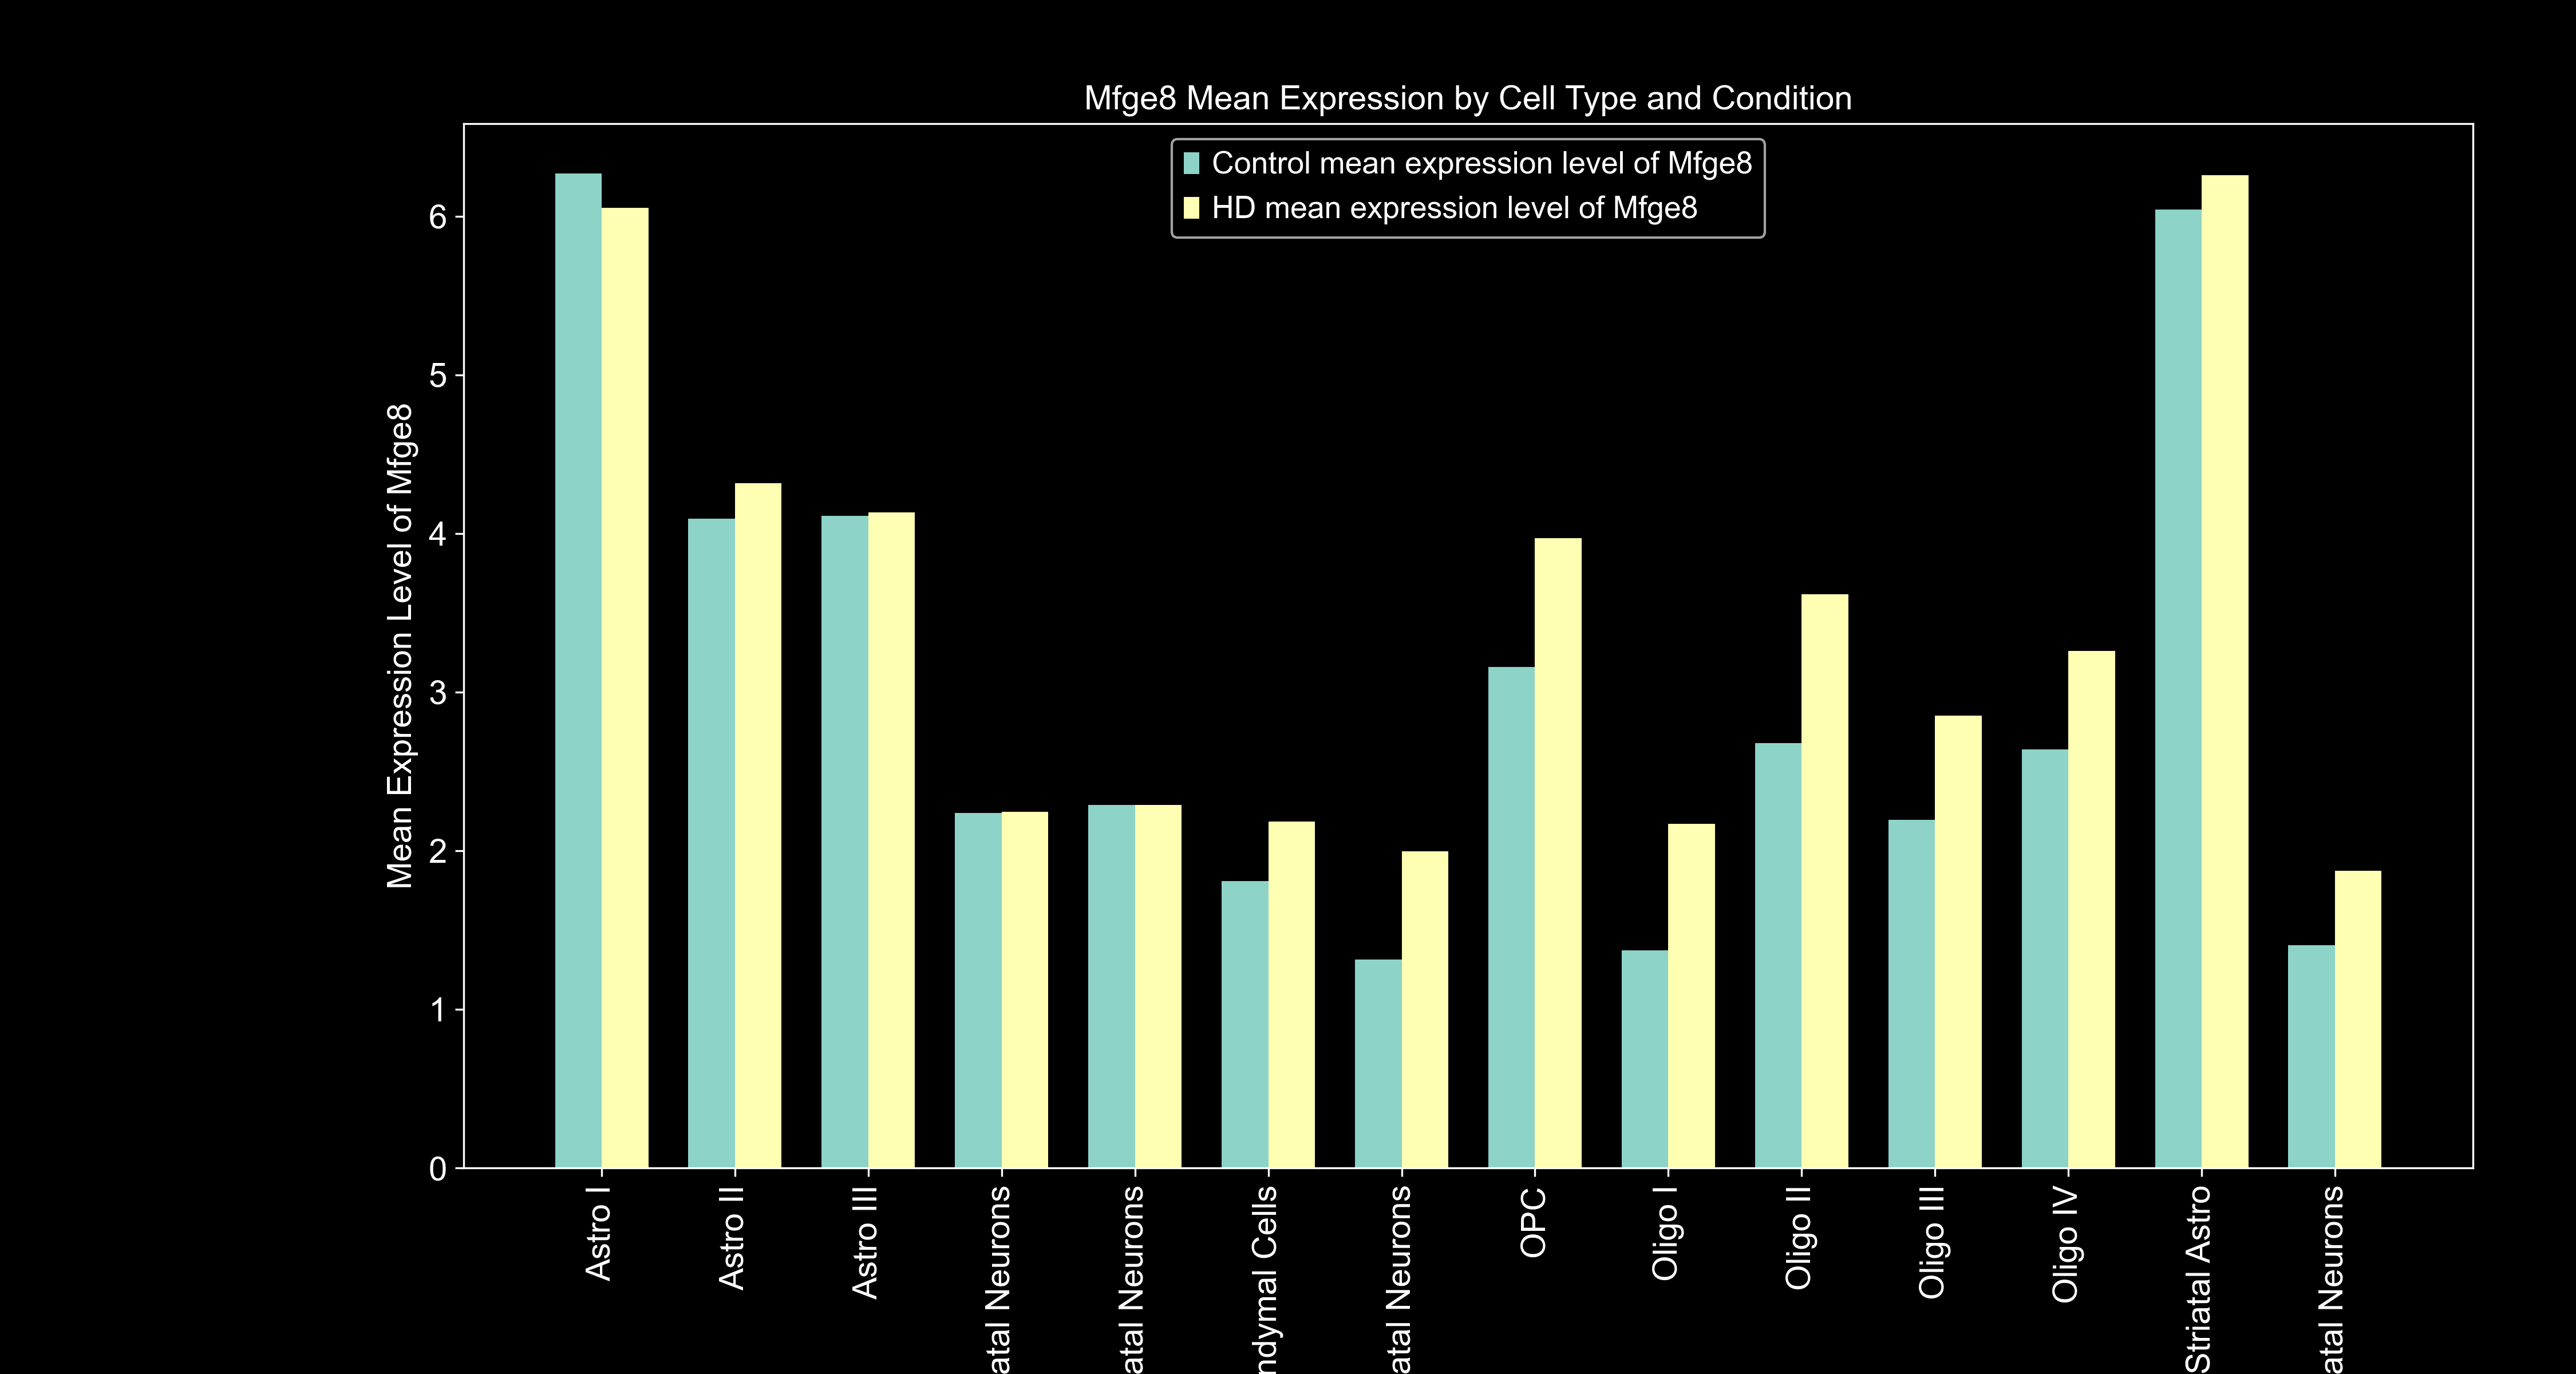 Mfge8 Mean Expression by Cell Type and Condition
Control mean expression level of Mfge8
HD mean expression level of Mfge8
Mean Expression Level of Mfge8
6
5
4
3
2
1
0
Astro I
Astro II
Astro III
atal Neurons
atal Neurons
ndymal Cells
atal Neurons
OPC
Oligo I
Oligo II
Oligo III
Oligo IV
Striatal Astro
atal Neurons